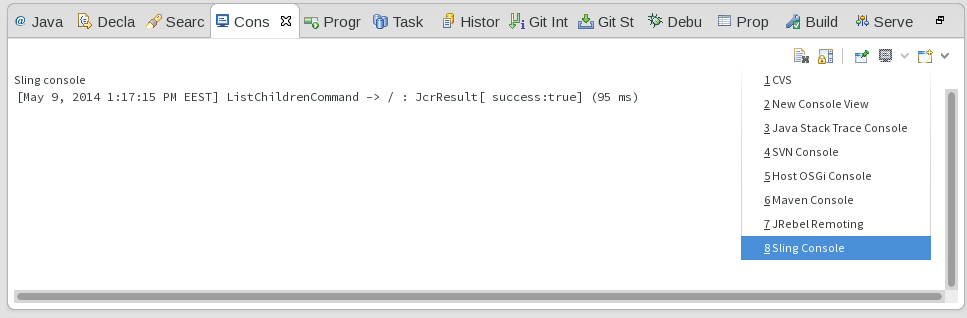 @ Java Decla Searc Cons Progr Task Histor Git Int Git St Debu Prop Build Serve
Sling console
[May 9, 2014 1:17:15 PM EEST] ListChildrenCommand -> / : JcrResult[ success:true] (95 ms)
1 CVS
2 New Console View
3 Java Stack Trace Console
4 SVN Console
5 Host OSGi Console
6 Maven Console
7 JRebel Remoting
8 Sling Console